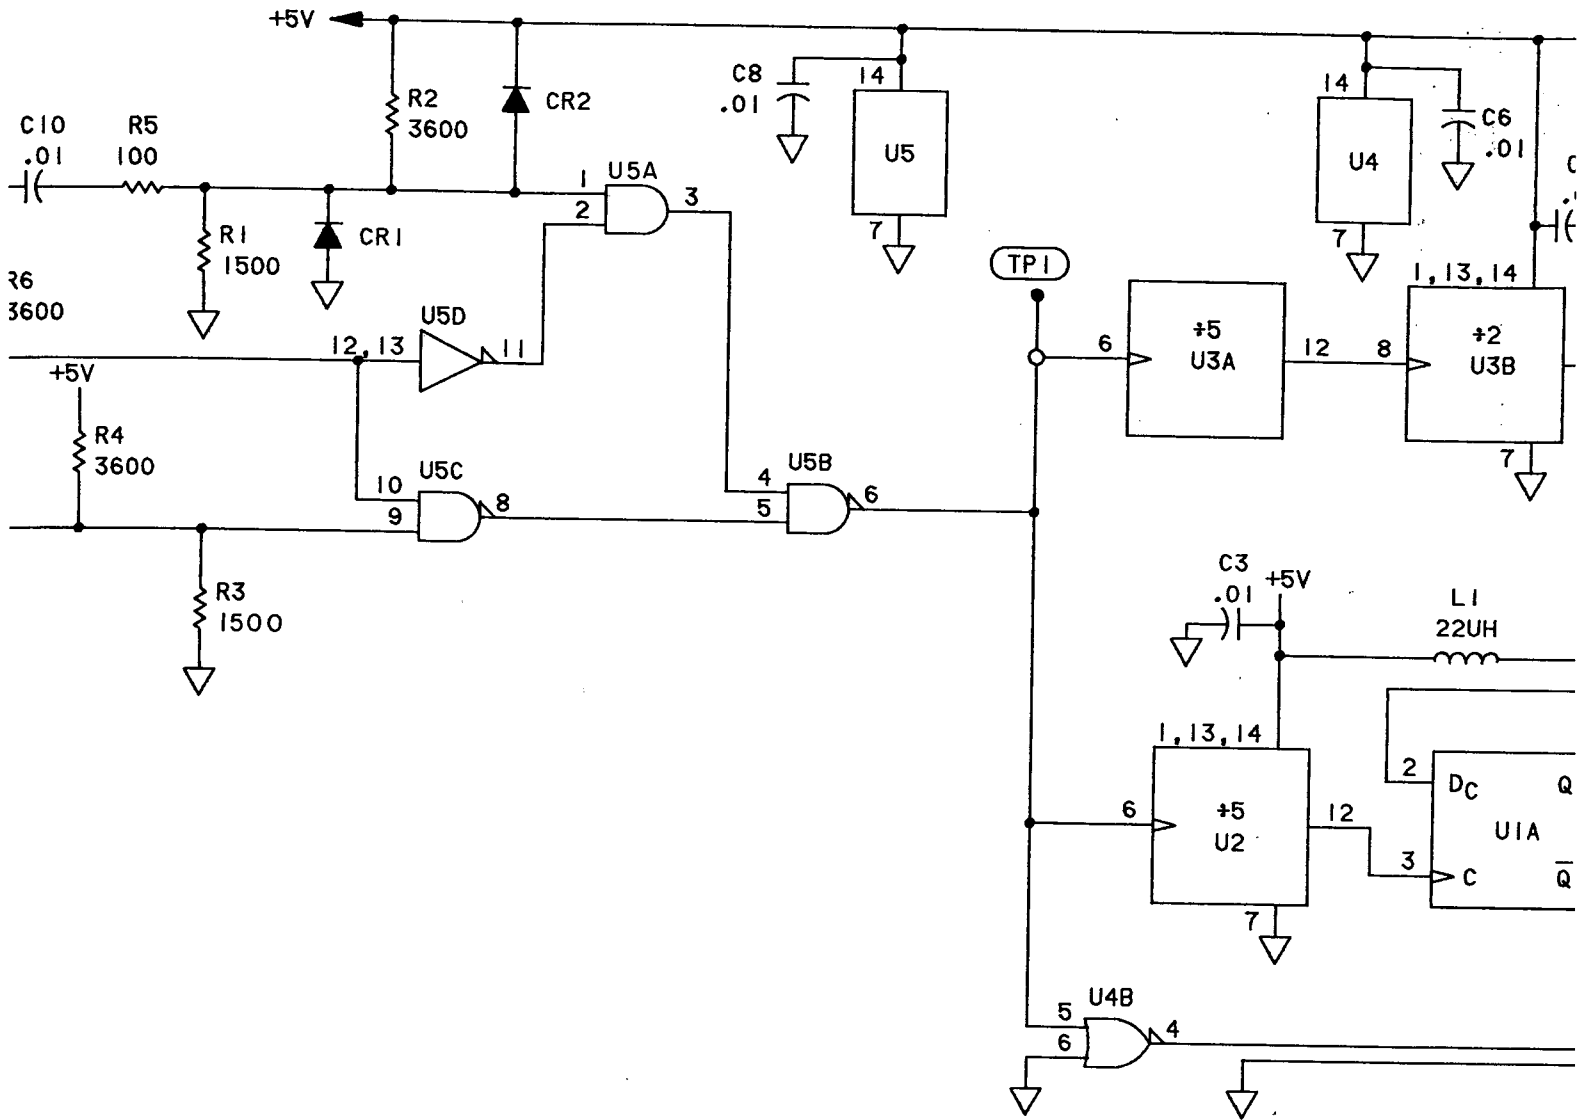 +5V
C10
.01
R5
100
R2
3600
CR2
C8
.01
14
U5
7
14
U4
7
C6
.01
U5A
1
2
3
R1
1500
CR1
R6
3600
U5D
12,13
11
TP1
6
÷5
U3A
12
8
1,13,14
÷2
U3B
7
+5V
R4
3600
U5C
10
9
8
U5B
4
5
6
R3
1500
C3
.01
+5V
L1
22UH
1,13,14
6
÷5
U2
12
7
2
DC
Q
U1A
3
C
Q̅
U4B
5
6
4